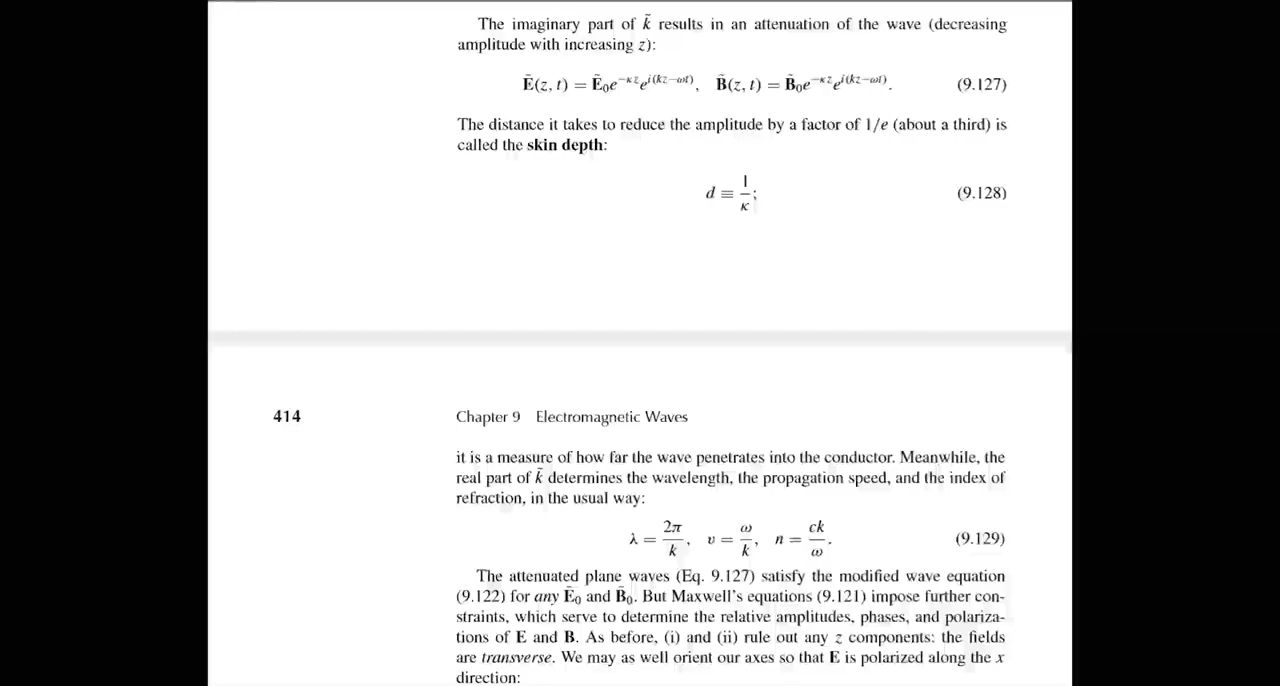 The imaginary part of k̃ results in an attenuation of the wave (decreasing
amplitude with increasing z):
Ẽ(z, t) = Ẽ₀e^{−κz}e^{i(kz−ωt)}, B̃(z, t) = B̃₀e^{−κz}e^{i(kz−ωt)}. (9.127)
The distance it takes to reduce the amplitude by a factor of 1/e (about a third) is
called the skin depth:
d ≡ 1/κ; (9.128)
414 Chapter 9 Electromagnetic Waves
it is a measure of how far the wave penetrates into the conductor. Meanwhile, the
real part of k̃ determines the wavelength, the propagation speed, and the index of
refraction, in the usual way:
λ = 2π/k, v = ω/k, n = ck/ω. (9.129)
The attenuated plane waves (Eq. 9.127) satisfy the modified wave equation
(9.122) for any Ẽ₀ and B̃₀. But Maxwell's equations (9.121) impose further con-
straints, which serve to determine the relative amplitudes, phases, and polariza-
tions of E and B. As before, (i) and (ii) rule out any z components: the fields
are transverse. We may as well orient our axes so that E is polarized along the x
direction: